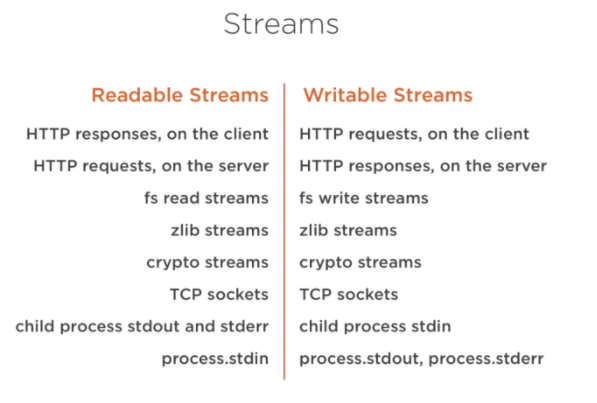 Streams
Readable Streams
HTTP responses, on the client
HTTP requests, on the server
fs read streams
zlib streams
crypto streams
TCP sockets
child process stdout and stderr
process.stdin
Writable Streams
HTTP requests, on the client
HTTP responses, on the server
fs write streams
zlib streams
crypto streams
TCP sockets
child process stdin
process.stdout, process.stderr